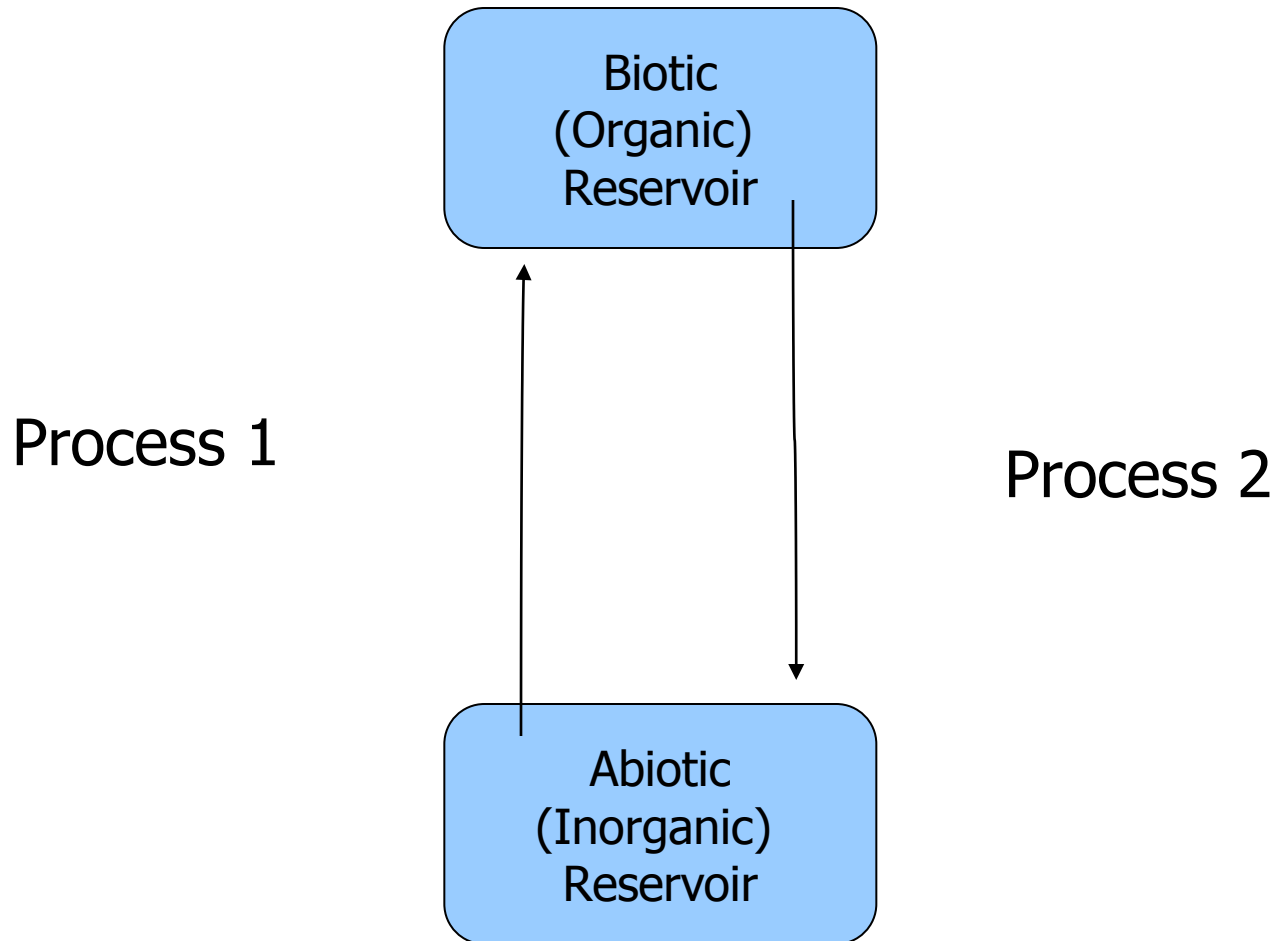 Biotic
(Organic)
Reservoir
Process 1
Process 2
Abiotic
(Inorganic)
Reservoir